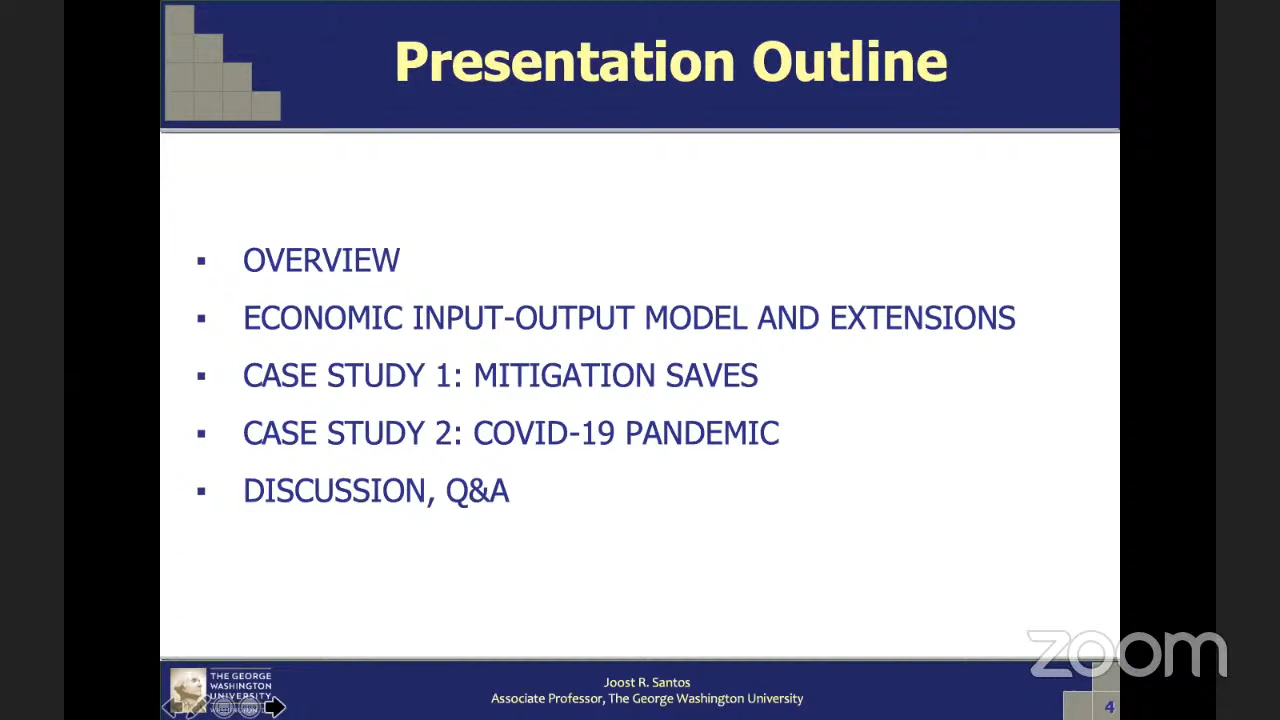 Presentation Outline
▪ OVERVIEW
▪ ECONOMIC INPUT-OUTPUT MODEL AND EXTENSIONS
▪ CASE STUDY 1: MITIGATION SAVES
▪ CASE STUDY 2: COVID-19 PANDEMIC
▪ DISCUSSION, Q&A
zoom
THE GEORGE
WASHINGTON
UNIVERSITY
Joost R. Santos
Associate Professor, The George Washington University
4